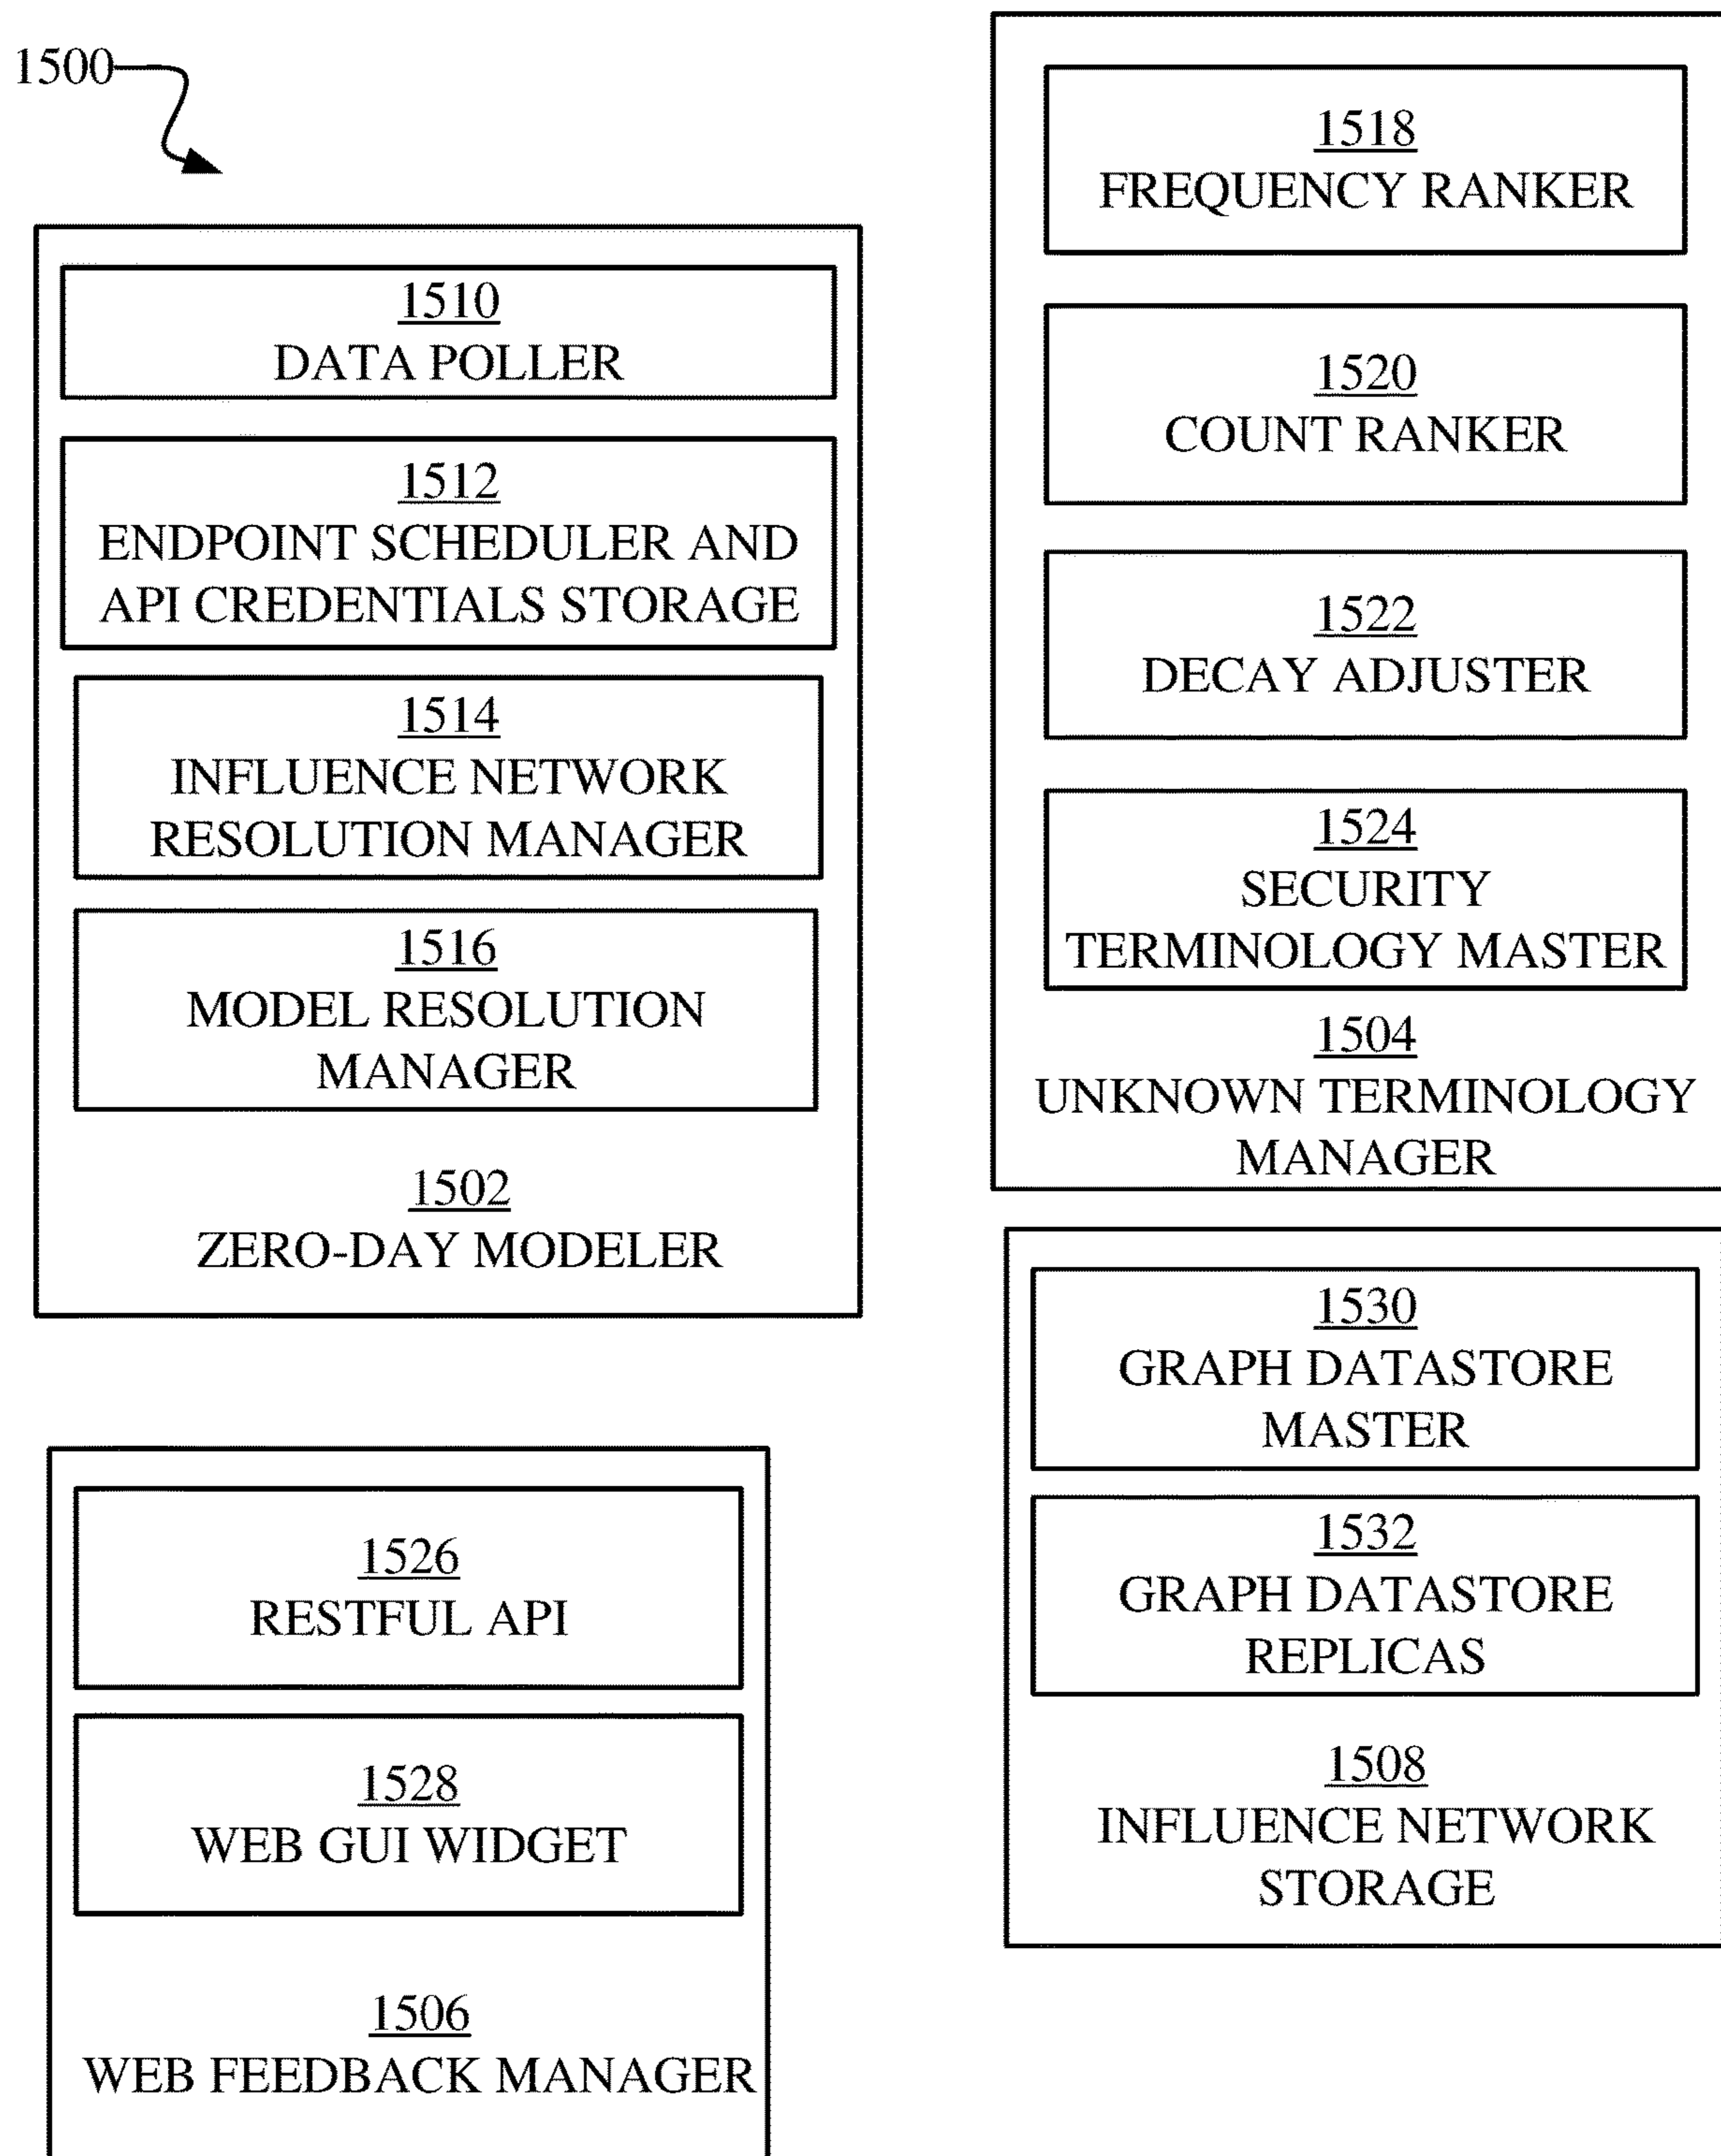 1500
1510
DATA POLLER
1512
ENDPOINT SCHEDULER AND
API CREDENTIALS STORAGE
1514
INFLUENCE NETWORK
RESOLUTION MANAGER
1516
MODEL RESOLUTION
MANAGER
1502
ZERO-DAY MODELER
1518
FREQUENCY RANKER
1520
COUNT RANKER
1522
DECAY ADJUSTER
1524
SECURITY
TERMINOLOGY MASTER
1504
UNKNOWN TERMINOLOGY
MANAGER
1526
RESTFUL API
1528
WEB GUI WIDGET
1506
WEB FEEDBACK MANAGER
1530
GRAPH DATASTORE
MASTER
1532
GRAPH DATASTORE
REPLICAS
1508
INFLUENCE NETWORK
STORAGE